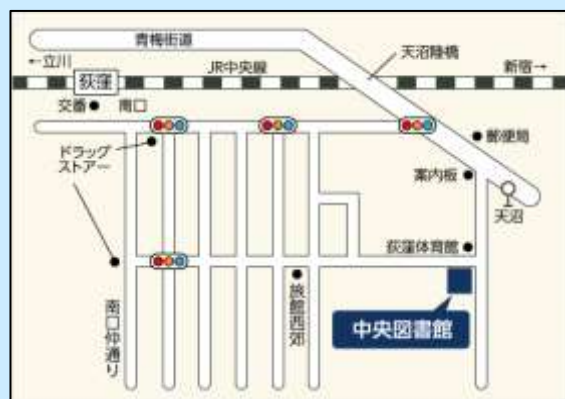 青梅街道
天沼陸橋
←立川
JR中央線
新宿→
荻窪
交番
南口
郵便局
ドラッグ
ストアー
案内板
天沼
荻窪体育館
旅館西郊
中央図書館
南口仲通り